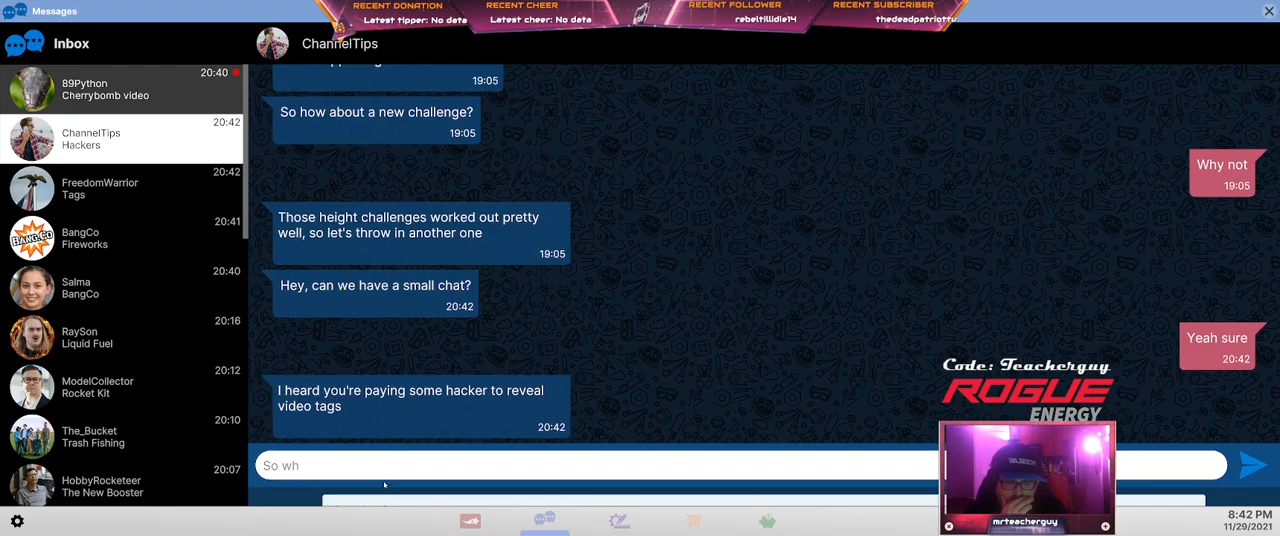 Messages
RECENT DONATION
Latest tipper: No data
RECENT CHEER
Latest cheer: No data
RECENT FOLLOWER
rebeltillidie14
RECENT SUBSCRIBER
thedeadpatriottv
Inbox
ChannelTips
89Python
Cherrybomb video
20:40
ChannelTips
Hackers
20:42
FreedomWarrior
Tags
20:42
BangCo
Fireworks
20:41
BANG.CO
Salma
BangCo
20:40
RaySon
Liquid Fuel
20:16
ModelCollector
Rocket Kit
20:12
The_Bucket
Trash Fishing
20:10
HobbyRocketeer
The New Booster
20:07
19:05
So how about a new challenge?
19:05
Why not
19:05
Those height challenges worked out pretty
well, so let's throw in another one
19:05
Hey, can we have a small chat?
20:42
Yeah sure
20:42
I heard you're paying some hacker to reveal
video tags
20:42
So wh
Code: Teacherguy
ROGUE
ENERGY
mrteacherguy
8:42 PM
11/29/2021